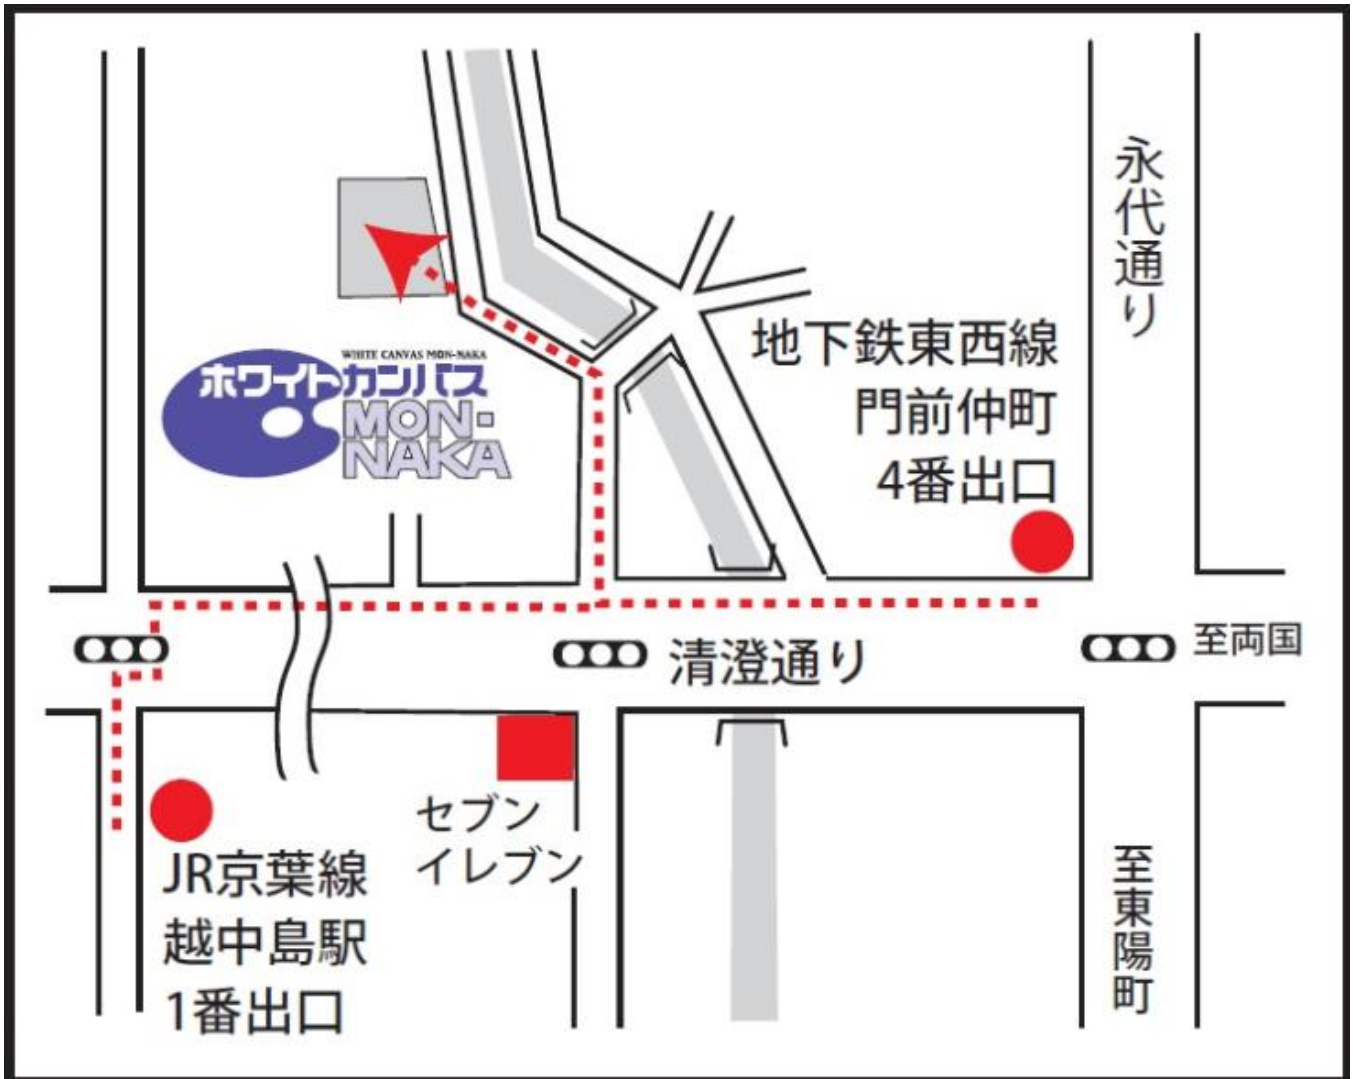 永代通り
地下鉄東西線
門前仲町
4番出口
WHITE CANVAS MON-NAKA
ホワイトカンバス
MON-
NAKA
清澄通り
至両国
セブン
イレブン
JR京葉線
越中島駅
1番出口
至東陽町